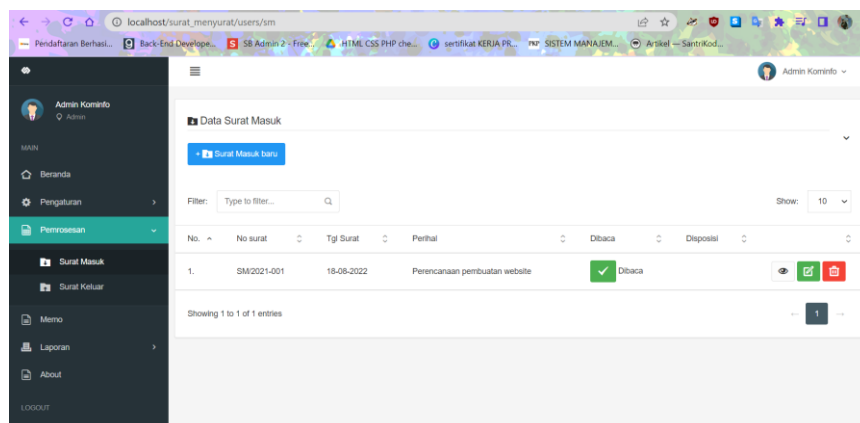 localhost/surat_menyurat/users/sm
Pendaftaran Berhasi... Back-End Develope... SB Admin 2 - Free... HTML CSS PHP che... sertifikat KERJA PR... PKP SISTEM MANAJEM... Artikel — SantriKod...
Admin Kominfo
Admin Kominfo
Admin
MAIN
Beranda
Pengaturan
Pemrosesan
Surat Masuk
Surat Keluar
Memo
Laporan
About
LOGOUT
Data Surat Masuk
+ Surat Masuk baru
Filter: Type to filter... Show: 10
No. No surat Tgl Surat Perihal Dibaca Disposisi
1. SM/2021-001 18-08-2022 Perencanaan pembuatan website Dibaca
Showing 1 to 1 of 1 entries ← 1 →